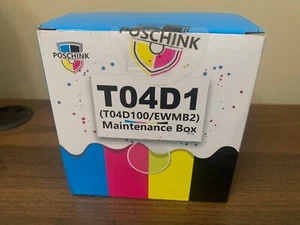 POSCHINK
POSCHINK
T04D1
(T04D100/EWMB2)
Maintenance Box